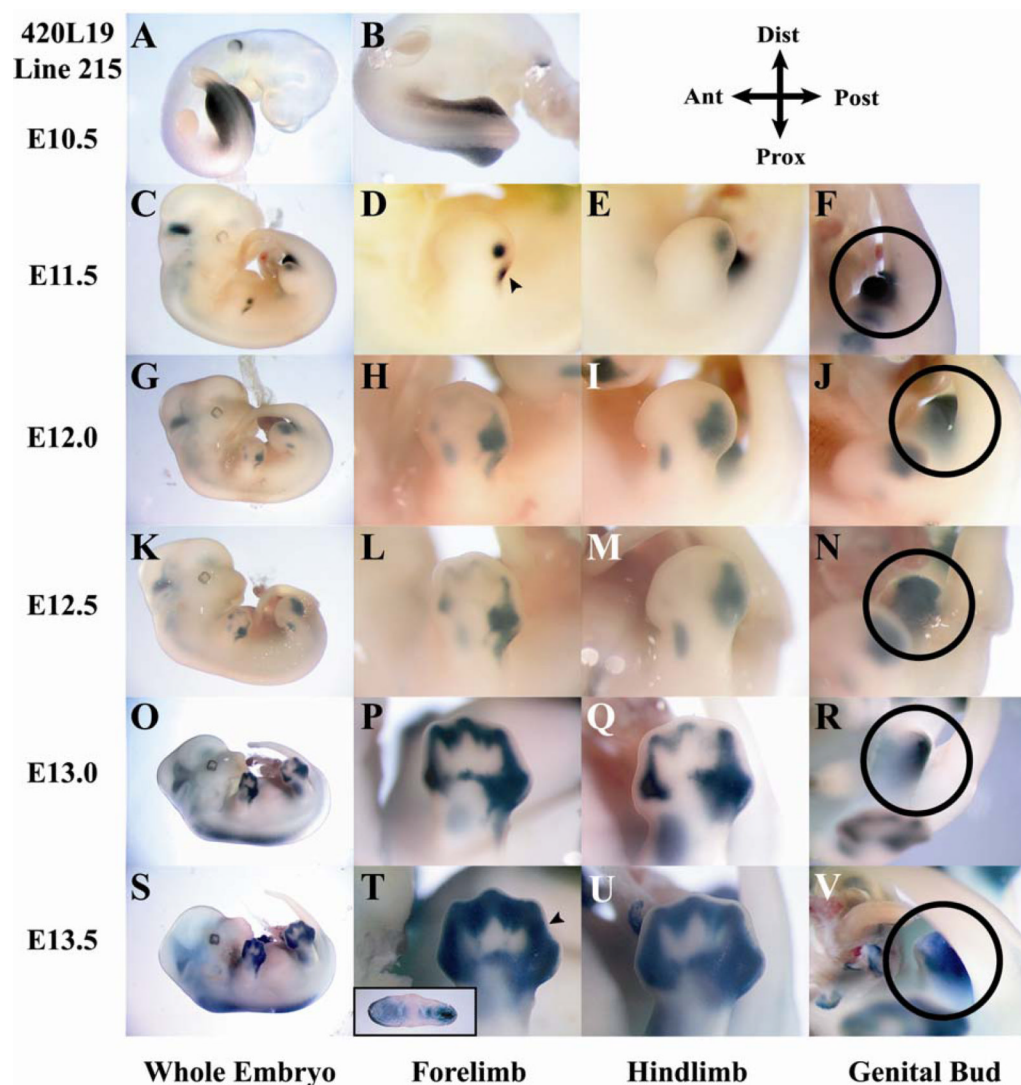 420L19
Line 215
A
B
Dist
Ant
Post
Prox
E10.5
C
D
E
F
E11.5
G
H
I
J
E12.0
K
L
M
N
E12.5
O
P
Q
R
E13.0
S
T
U
V
E13.5
Whole Embryo
Forelimb
Hindlimb
Genital Bud